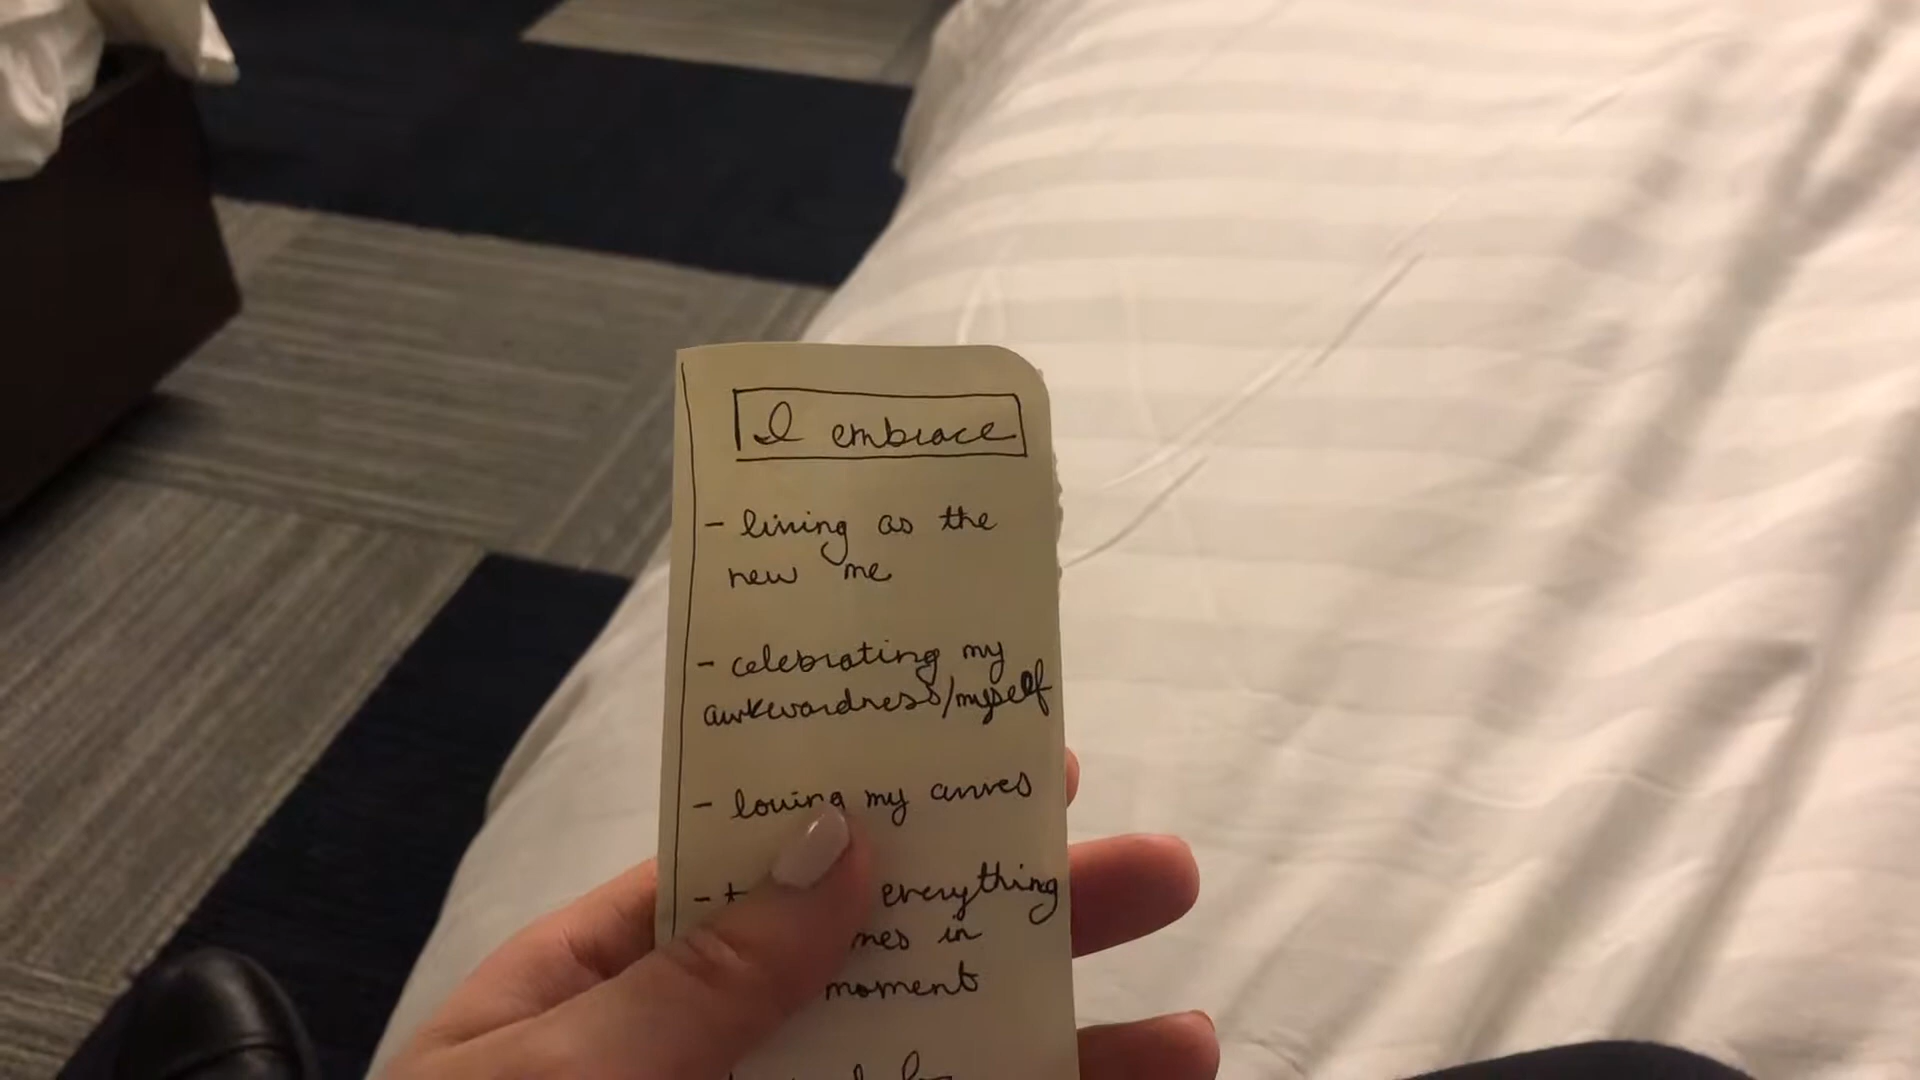 I embrace
- living as the
new me
- celebrating my
awkwardness/myself
- loving my curves
- everything
in
moment